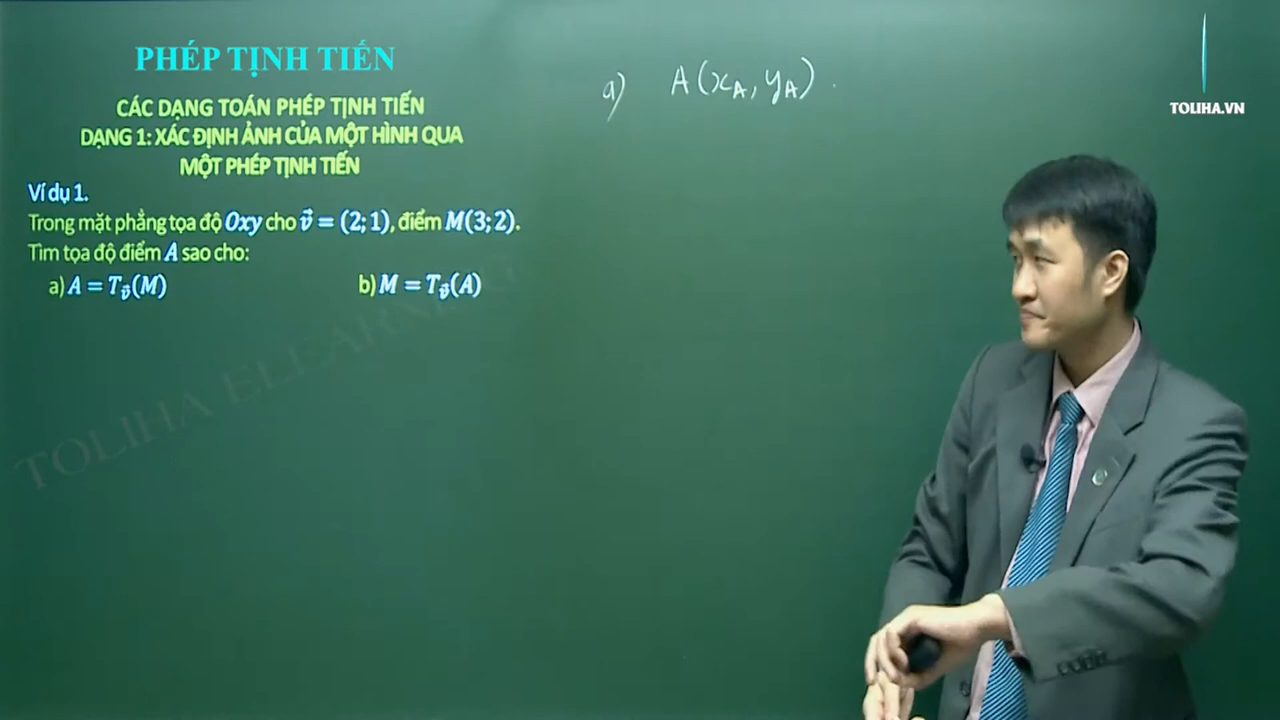 PHÉP TỊNH TIẾN
CÁC DẠNG TOÁN PHÉP TỊNH TIẾN
DẠNG 1: XÁC ĐỊNH ẢNH CỦA MỘT HÌNH QUA
MỘT PHÉP TỊNH TIẾN
Ví dụ 1.
Trong mặt phẳng tọa độ Oxy cho v⃗ = (2; 1), điểm M(3; 2).
Tìm tọa độ điểm A sao cho:
a) A = T_v⃗(M) b) M = T_v⃗(A)
a) A(x_A, y_A).
TOLIHA.VN
TOLIHA